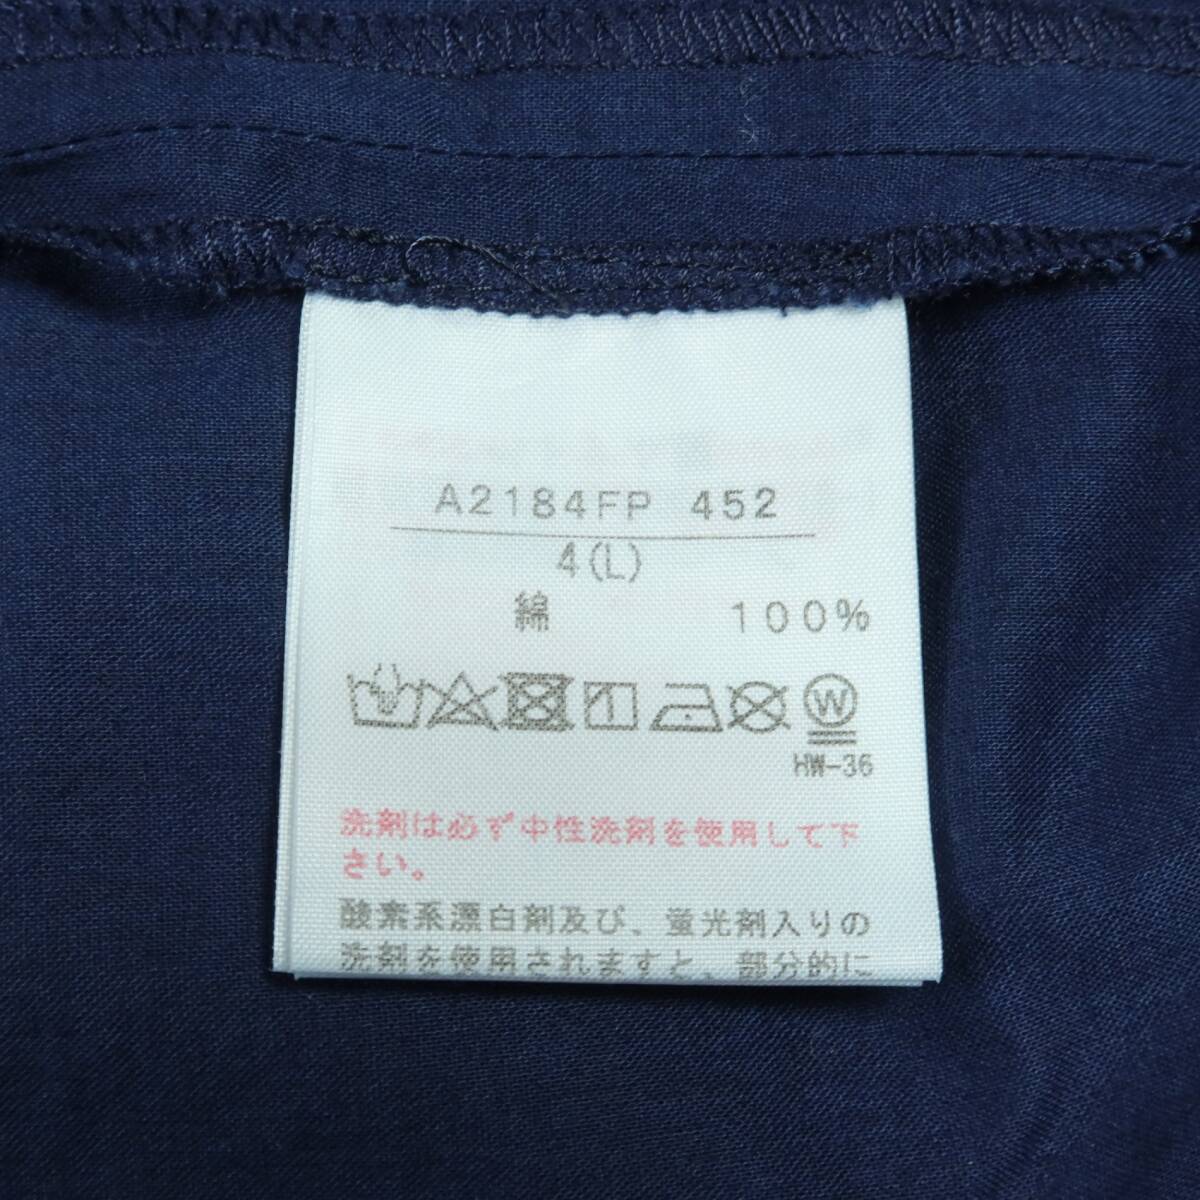 A2184FP 452
4(L)
綿 100%
W
HW-36
洗剤は必ず中性洗剤を使用して下
さい。
酸素系漂白剤及び、蛍光剤入りの
洗剤を使用されますと、部分的に